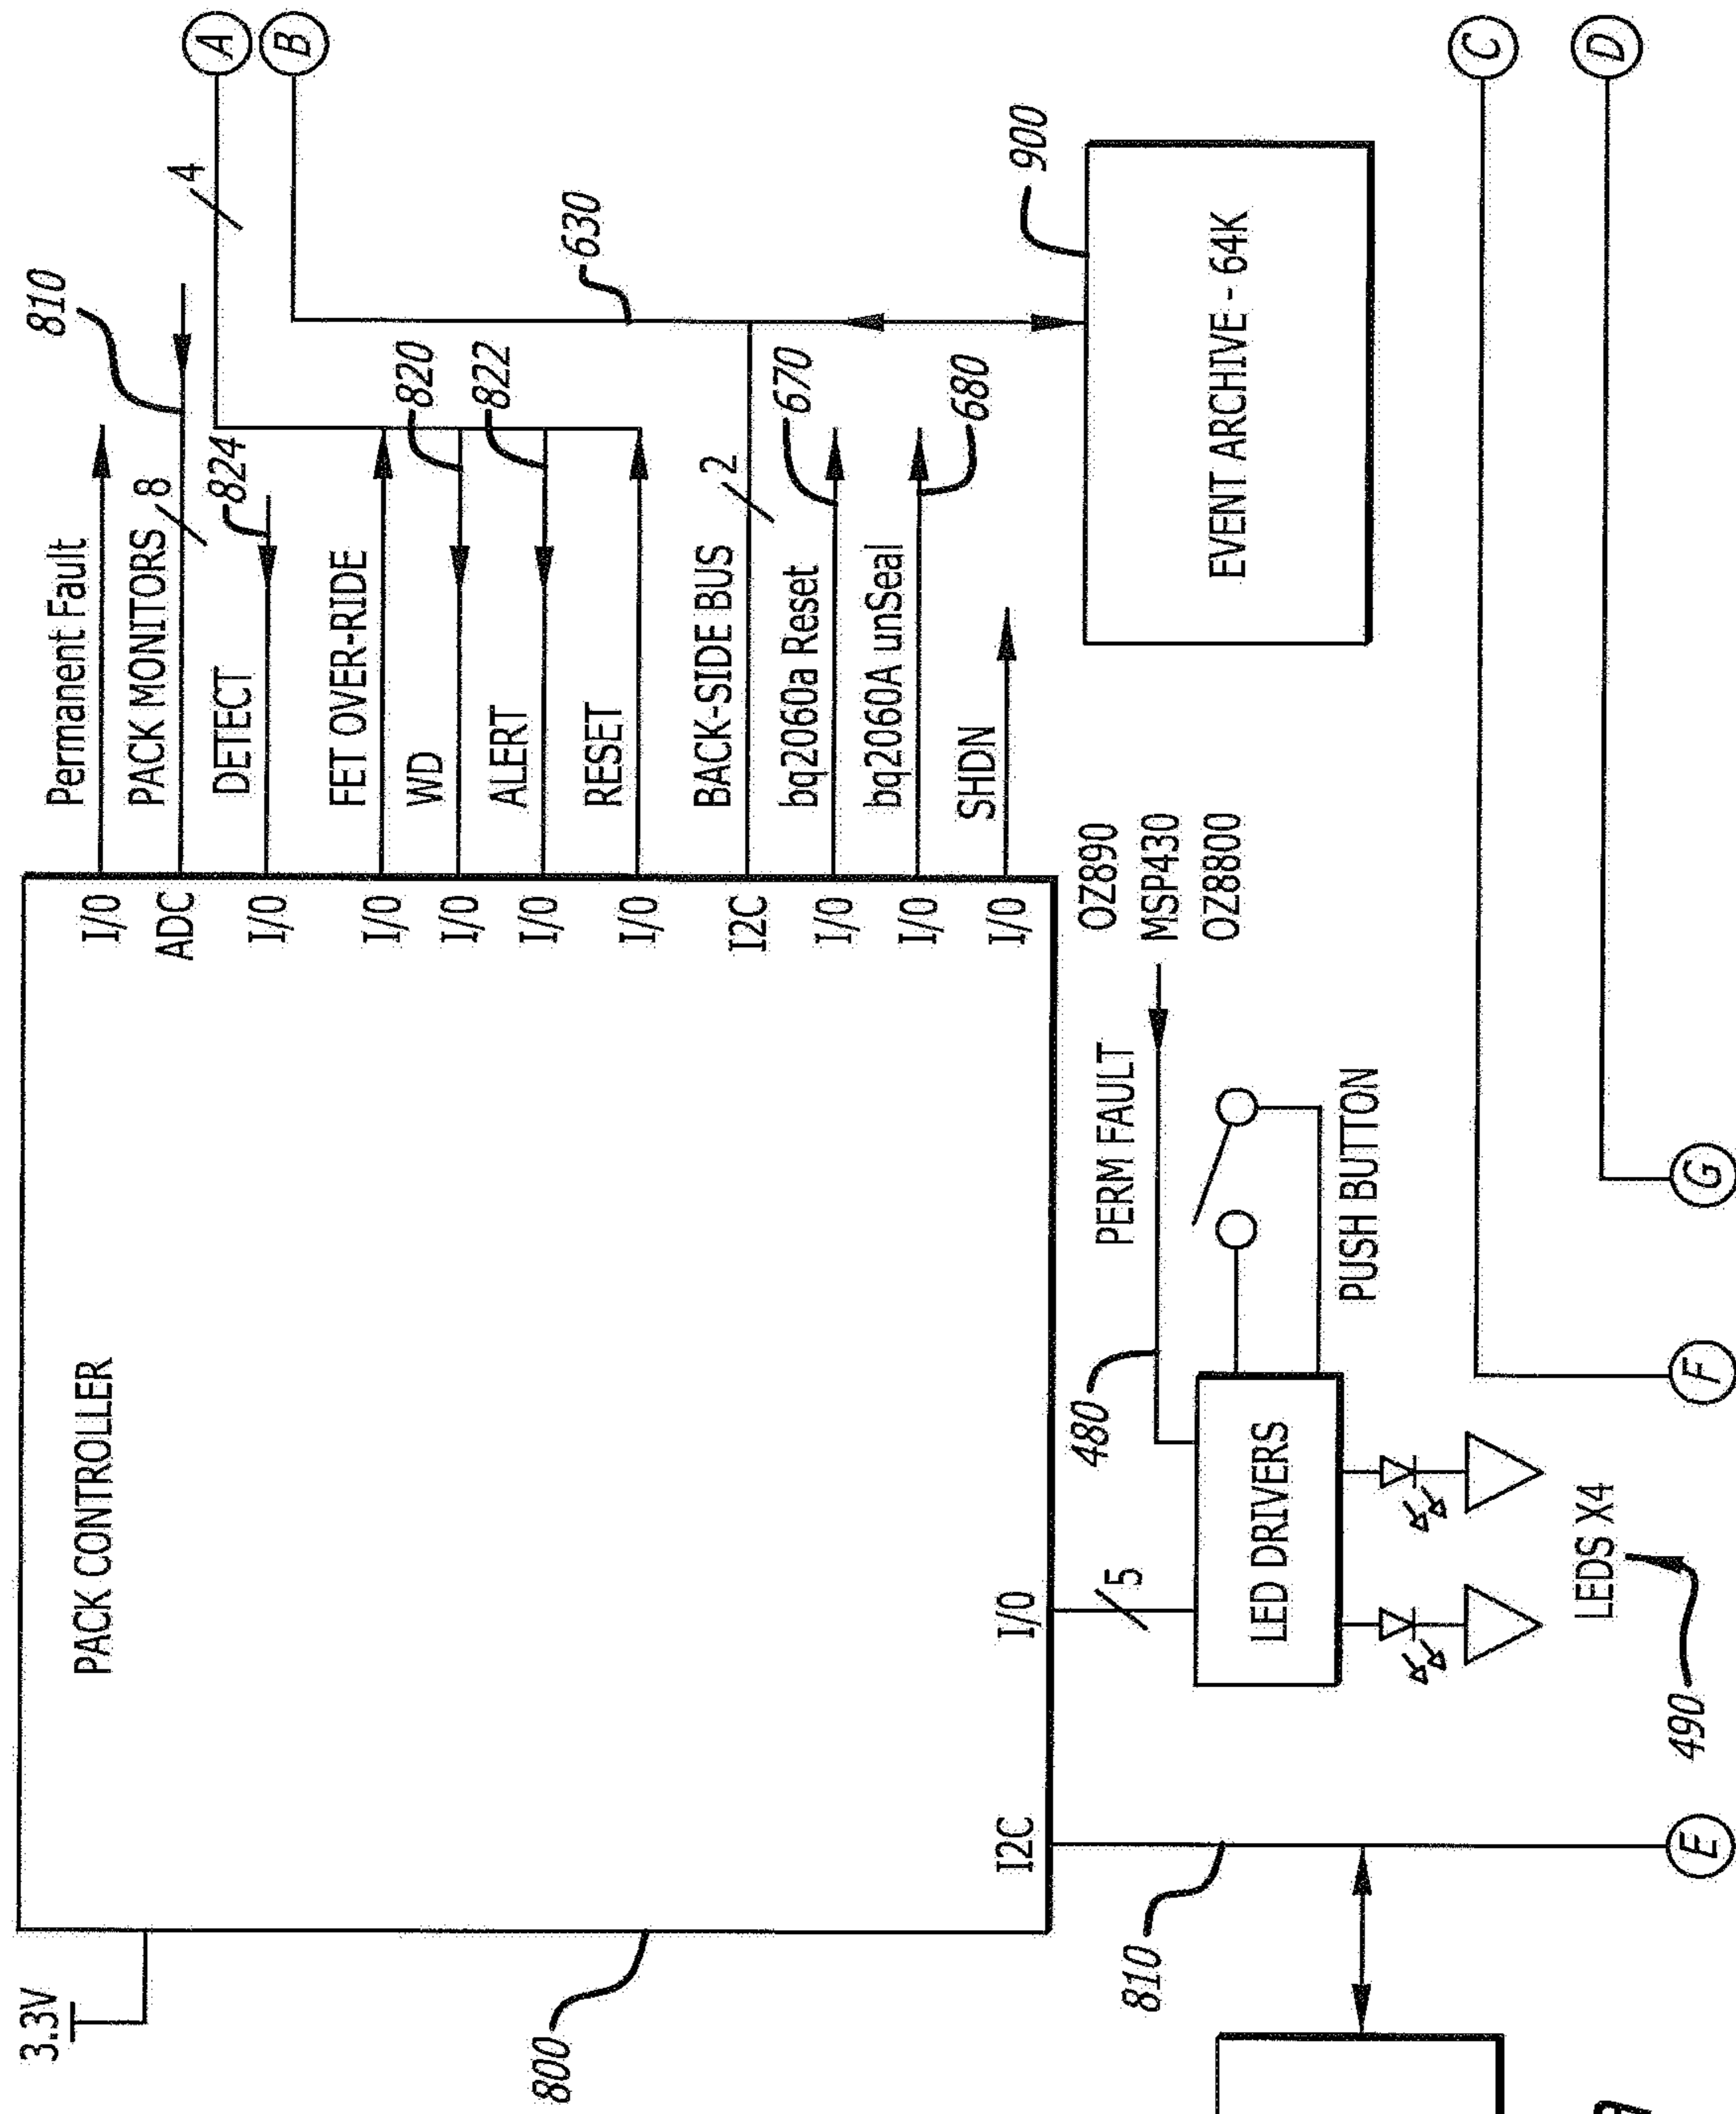 3.3V
800
PACK CONTROLLER
I/O
ADC
I/O
I/O
I/O
I/O
I/O
I2C
I/O
I/O
I/O
Permanent Fault
PACK MONITORS
8
810
DETECT
824
FET OVER-RIDE
WD
820
ALERT
822
RESET
BACK-SIDE BUS
2
bq2060a Reset
670
bq2060A unSeal
680
SHDN
4
A
B
630
900
EVENT ARCHIVE - 64K
I2C
I/O
810
5
480
PERM FAULT
OZ890
MSP430
OZ8800
LED DRIVERS
PUSH BUTTON
LEDS X4
490
E
F
G
C
D